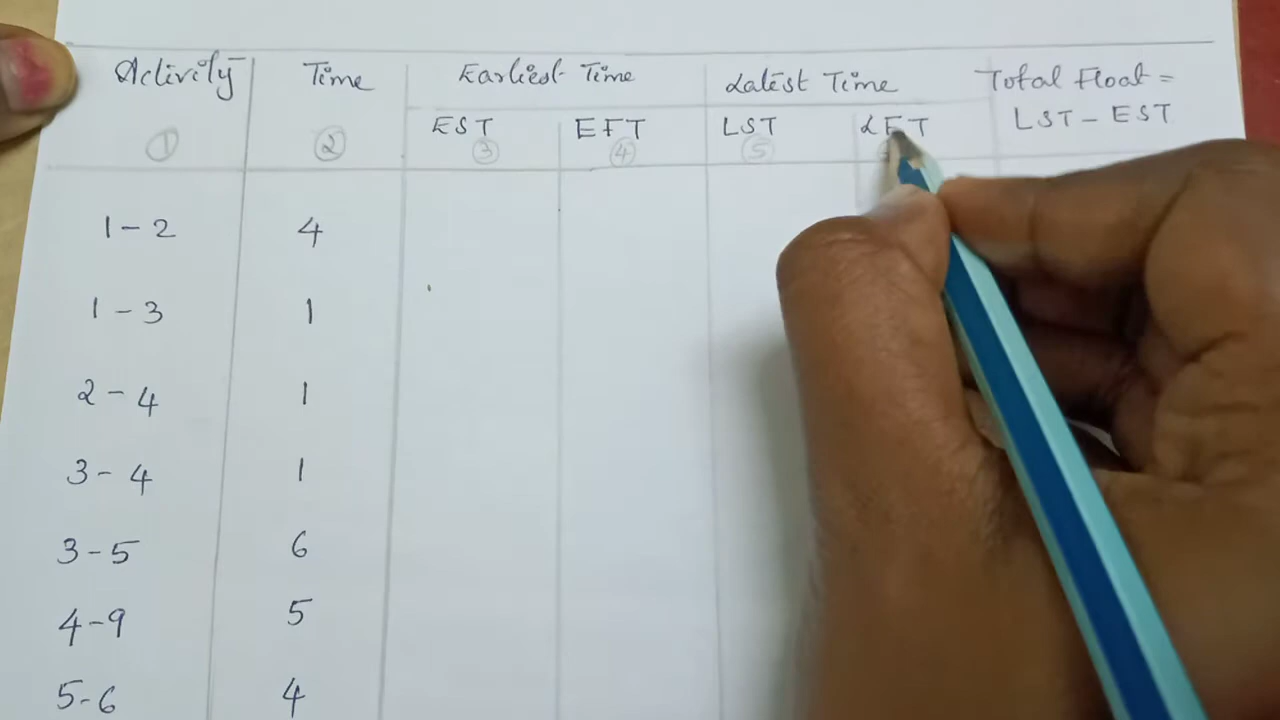 Activity Time Earliest Time Latest Time Total Float =
EST EFT LST LFT LST - EST
① ② ③ ④ ⑤
1 - 2 4
1 - 3 1
2 - 4 1
3 - 4 1
3 - 5 6
4 - 9 5
5 - 6 4